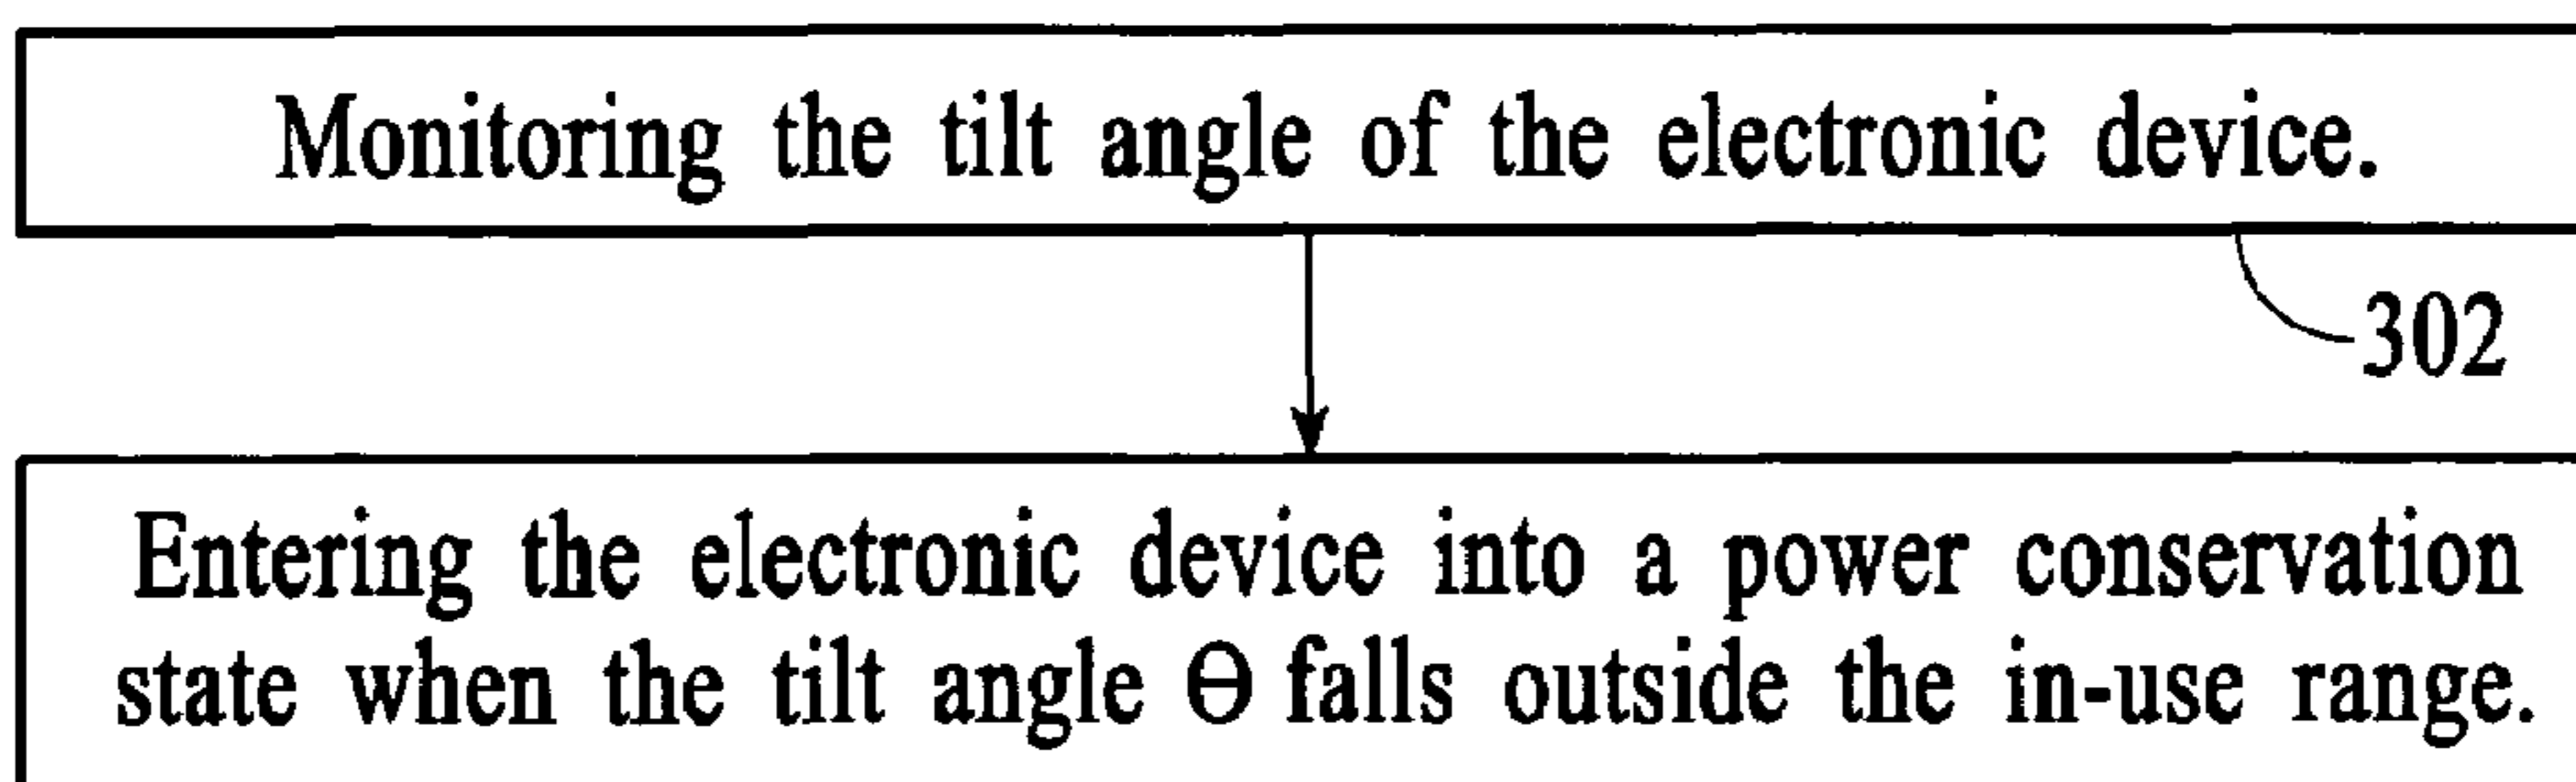 Monitoring the tilt angle of the electronic device.
302
Entering the electronic device into a power conservation
state when the tilt angle Θ falls outside the in-use range.